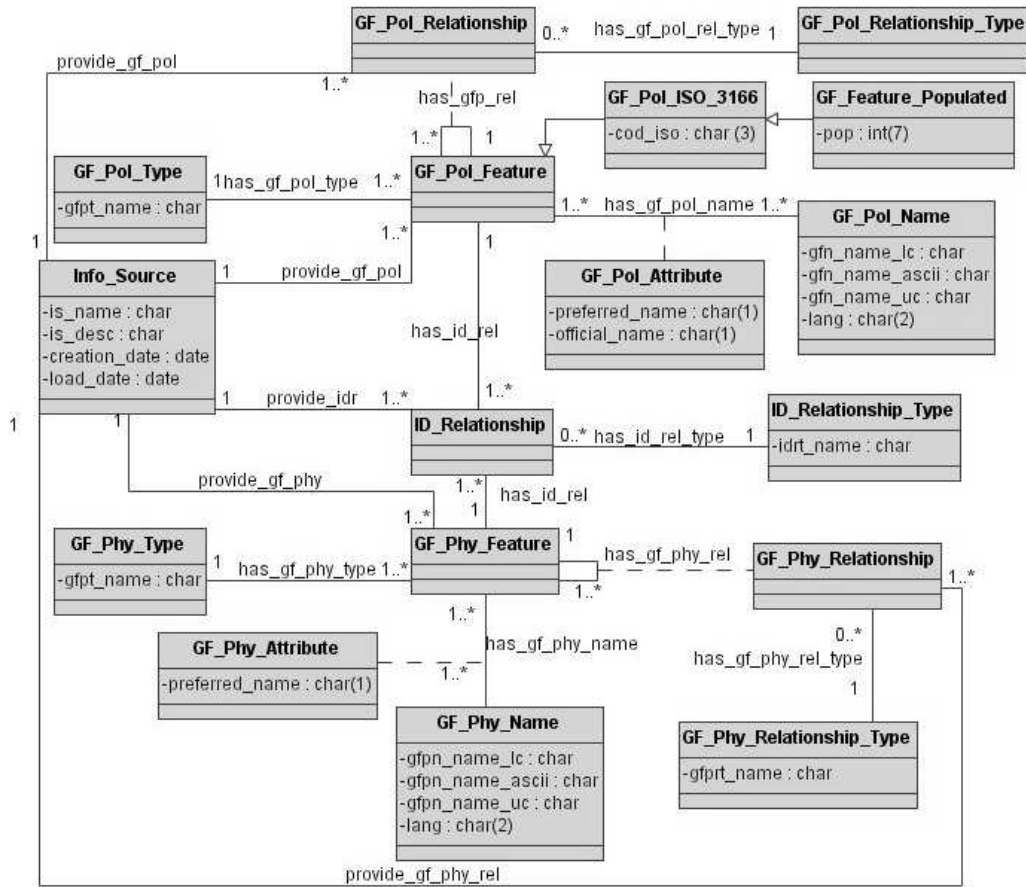 GF_Pol_Relationship
0..*
has_gf_pol_rel_type
1
GF_Pol_Relationship_Type
provide_gf_pol
1..*
has_gfp_rel
1..*
1
GF_Pol_ISO_3166
-cod_iso : char (3)
GF_Feature_Populated
-pop : int(7)
GF_Pol_Type
-gfpt_name : char
1
has_gf_pol_type
1..*
GF_Pol_Feature
1..*
has_gf_pol_name
1..*
GF_Pol_Name
-gfn_name_lc : char
-gfn_name_ascii : char
-gfn_name_uc : char
-lang : char(2)
1..*
1
GF_Pol_Attribute
-preferred_name : char(1)
-official_name : char(1)
1
Info_Source
-is_name : char
-is_desc : char
-creation_date : date
-load_date : date
1
provide_gf_pol
has_id_rel
1..*
1
provide_idr
1..*
1
1
ID_Relationship
0..*
has_id_rel_type
1
ID_Relationship_Type
-idrt_name : char
provide_gf_phy
1..*
1..*
1
has_id_rel
GF_Phy_Type
-gfpt_name : char
1
has_gf_phy_type
1..*
GF_Phy_Feature
1
has_gf_phy_rel
1..*
GF_Phy_Relationship
1..*
1..*
has_gf_phy_name
1..*
GF_Phy_Attribute
-preferred_name : char(1)
0..*
has_gf_phy_rel_type
1
GF_Phy_Name
-gfpn_name_lc : char
-gfpn_name_ascii : char
-gfpn_name_uc : char
-lang : char(2)
GF_Phy_Relationship_Type
-gfprt_name : char
provide_gf_phy_rel